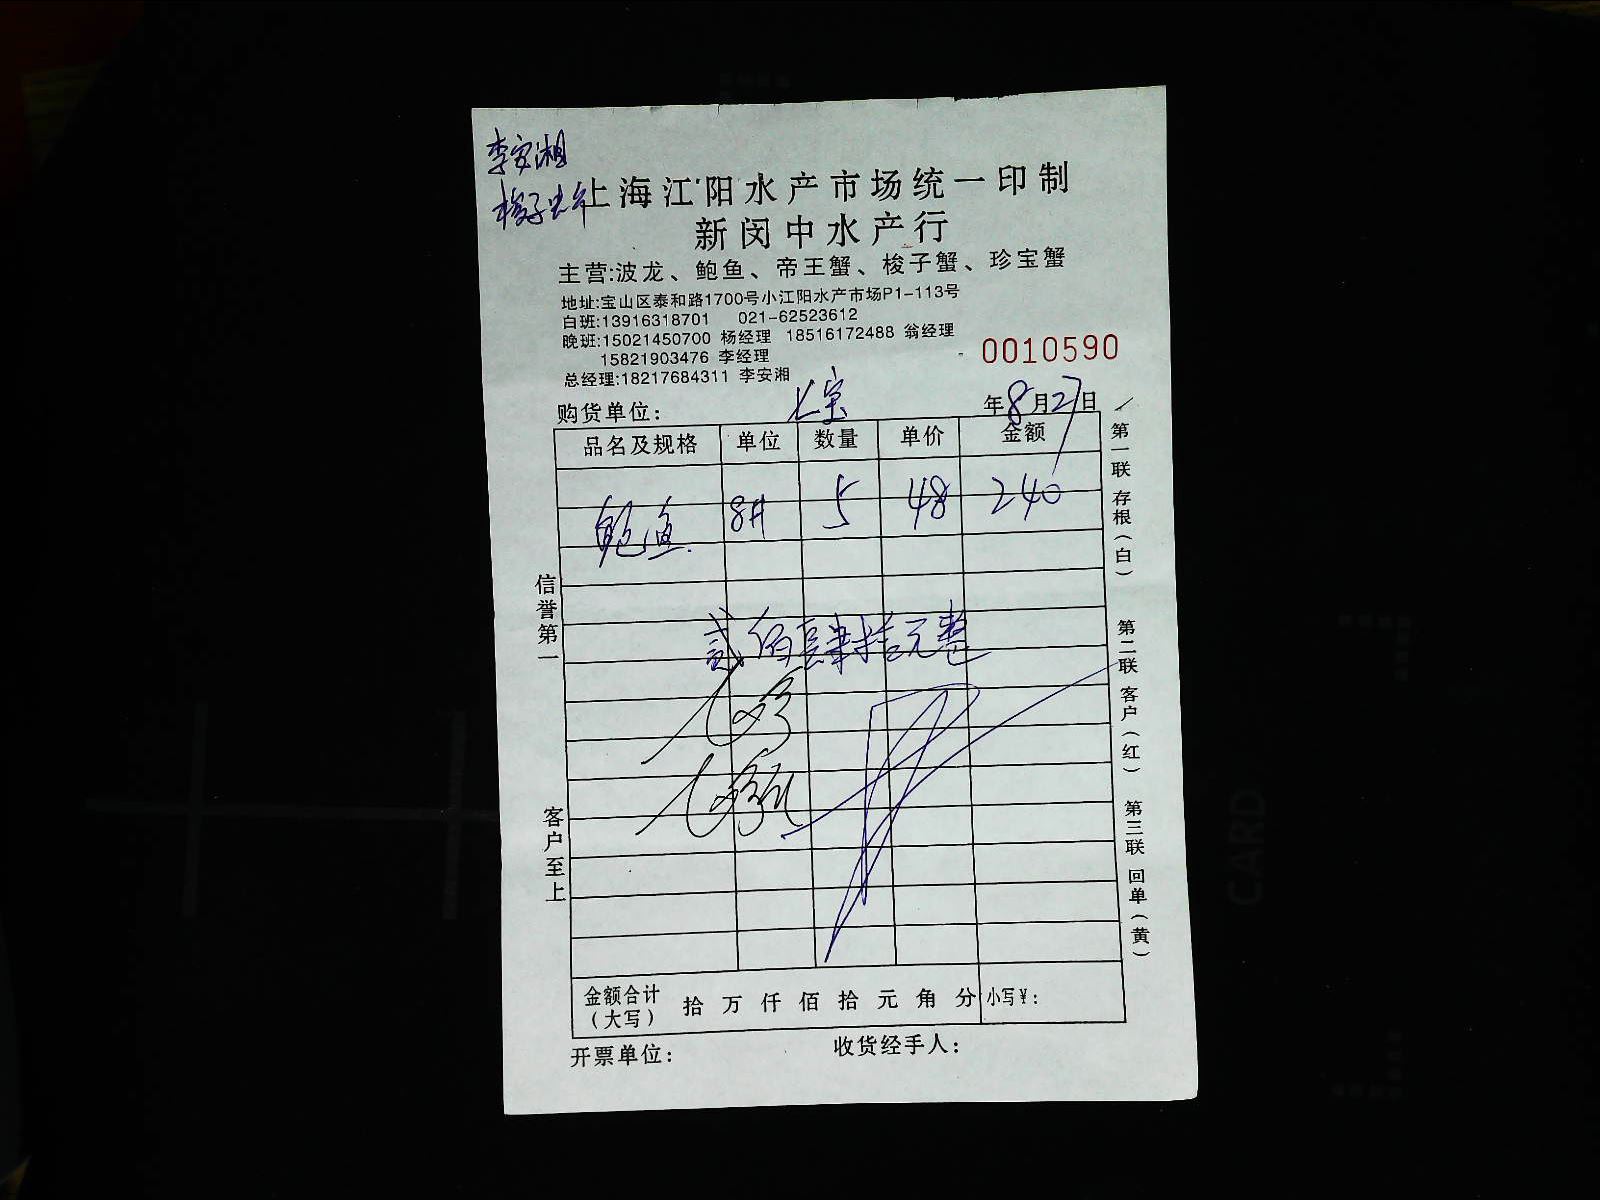 李安湘
梭子
上海江阳水产市场统一印制
新闵中水产行
主营:波龙、鲍鱼、帝王蟹、梭子蟹、珍宝蟹
地址:宝山区泰和路1700号小江阳水产市场P1-113号
白班:13916318701 021-62523612
晚班:15021450700 杨经理 18516172488 翁经理
15821903476 李经理
总经理:18217684311 李安湘
0010590
购货单位: 七宝 年8月27日
品名及规格 单位 数量 单价 金额
鲍鱼 8# 5 48 240
贰佰肆拾元整
金额合计(大写) 拾 万 仟 佰 拾 元 角 分 小写¥:
开票单位: 收货经手人:
信誉第一
客户至上
第一联 存根(白)
第二联 客户(红)
第三联 回单(黄)
CARD